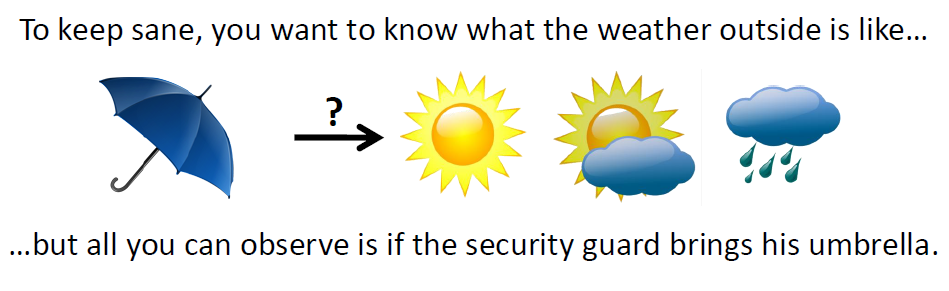 To keep sane, you want to know what the weather outside is like…
?
…but all you can observe is if the security guard brings his umbrella.